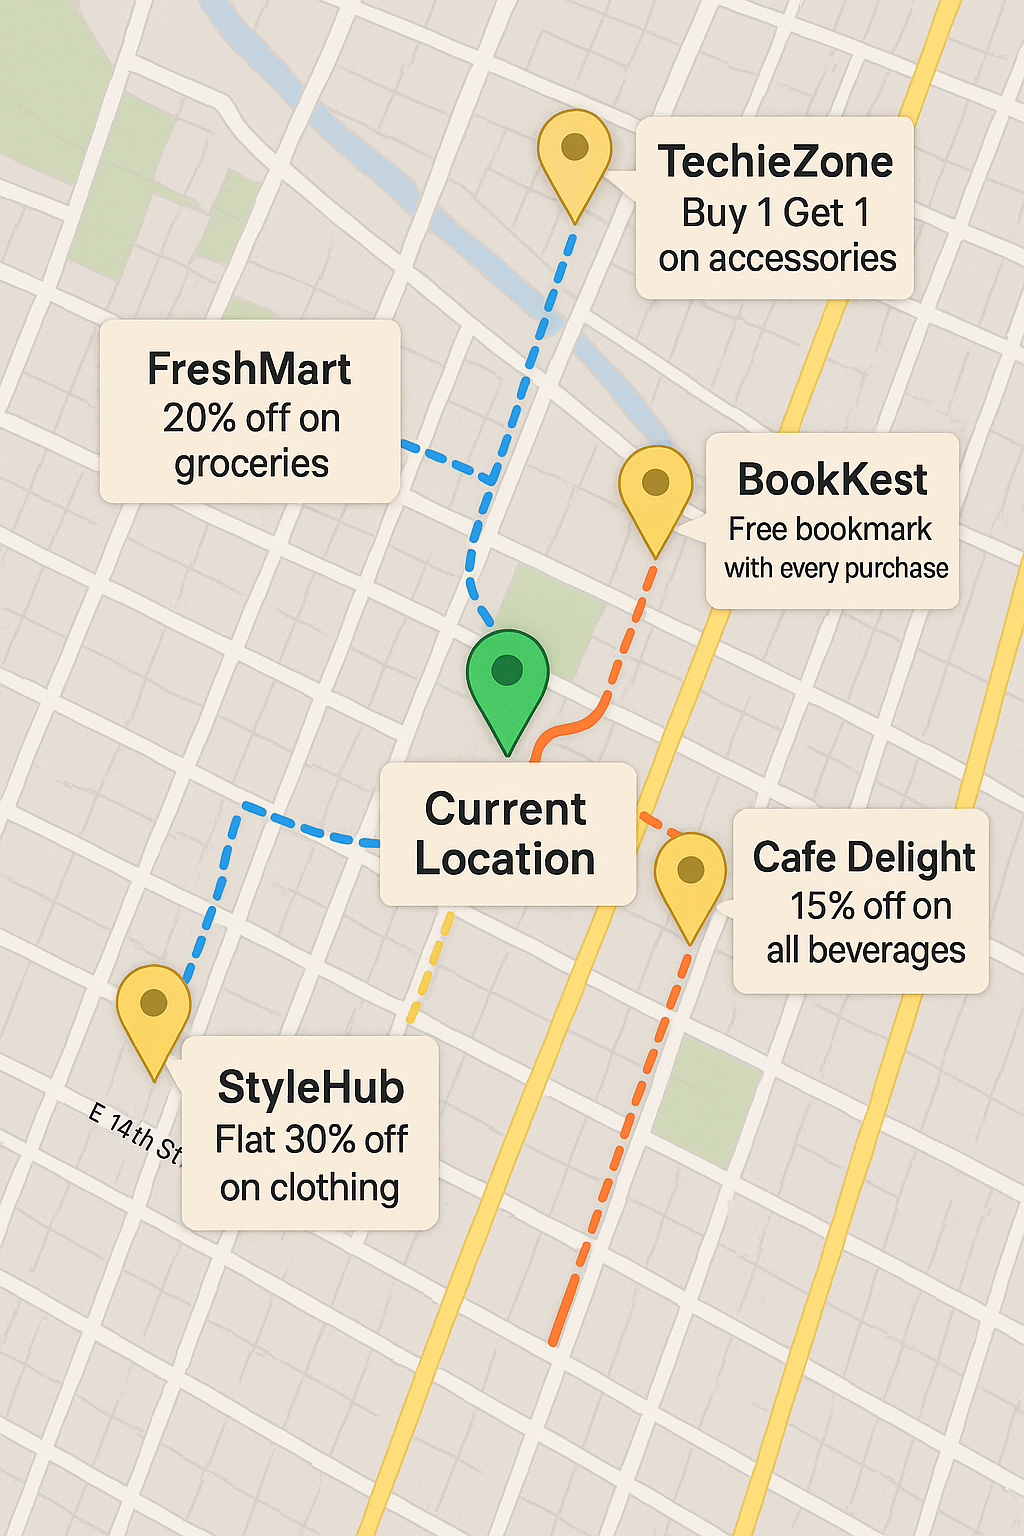 TechieZone
Buy 1 Get 1
on accessories
FreshMart
20% off on
groceries
BookKest
Free bookmark
with every purchase
Current
Location
Cafe Delight
15% off on
all beverages
StyleHub
Flat 30% off
on clothing
E 14th St